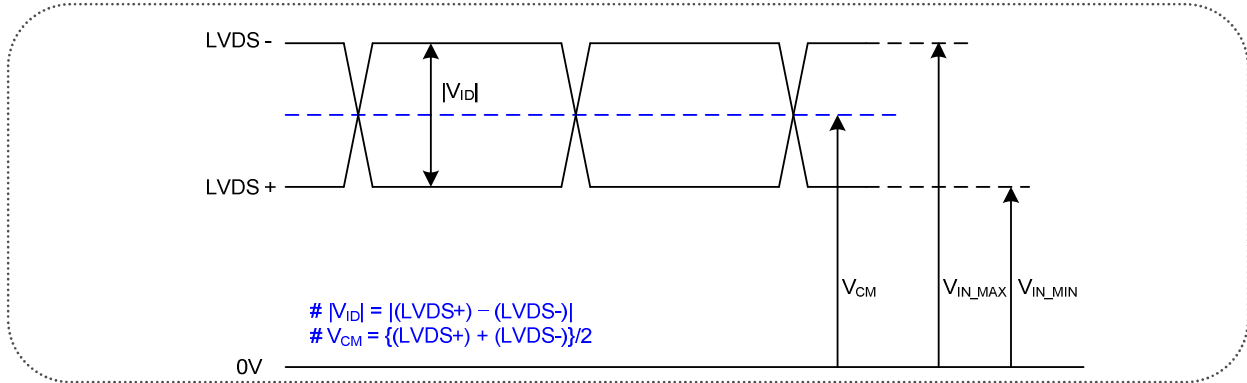 LVDS -
|VID|
LVDS +
VCM
VIN_MAX
VIN_MIN
# |VID| = |(LVDS+) – (LVDS-)|
# VCM = {(LVDS+) + (LVDS-)}/2
0V